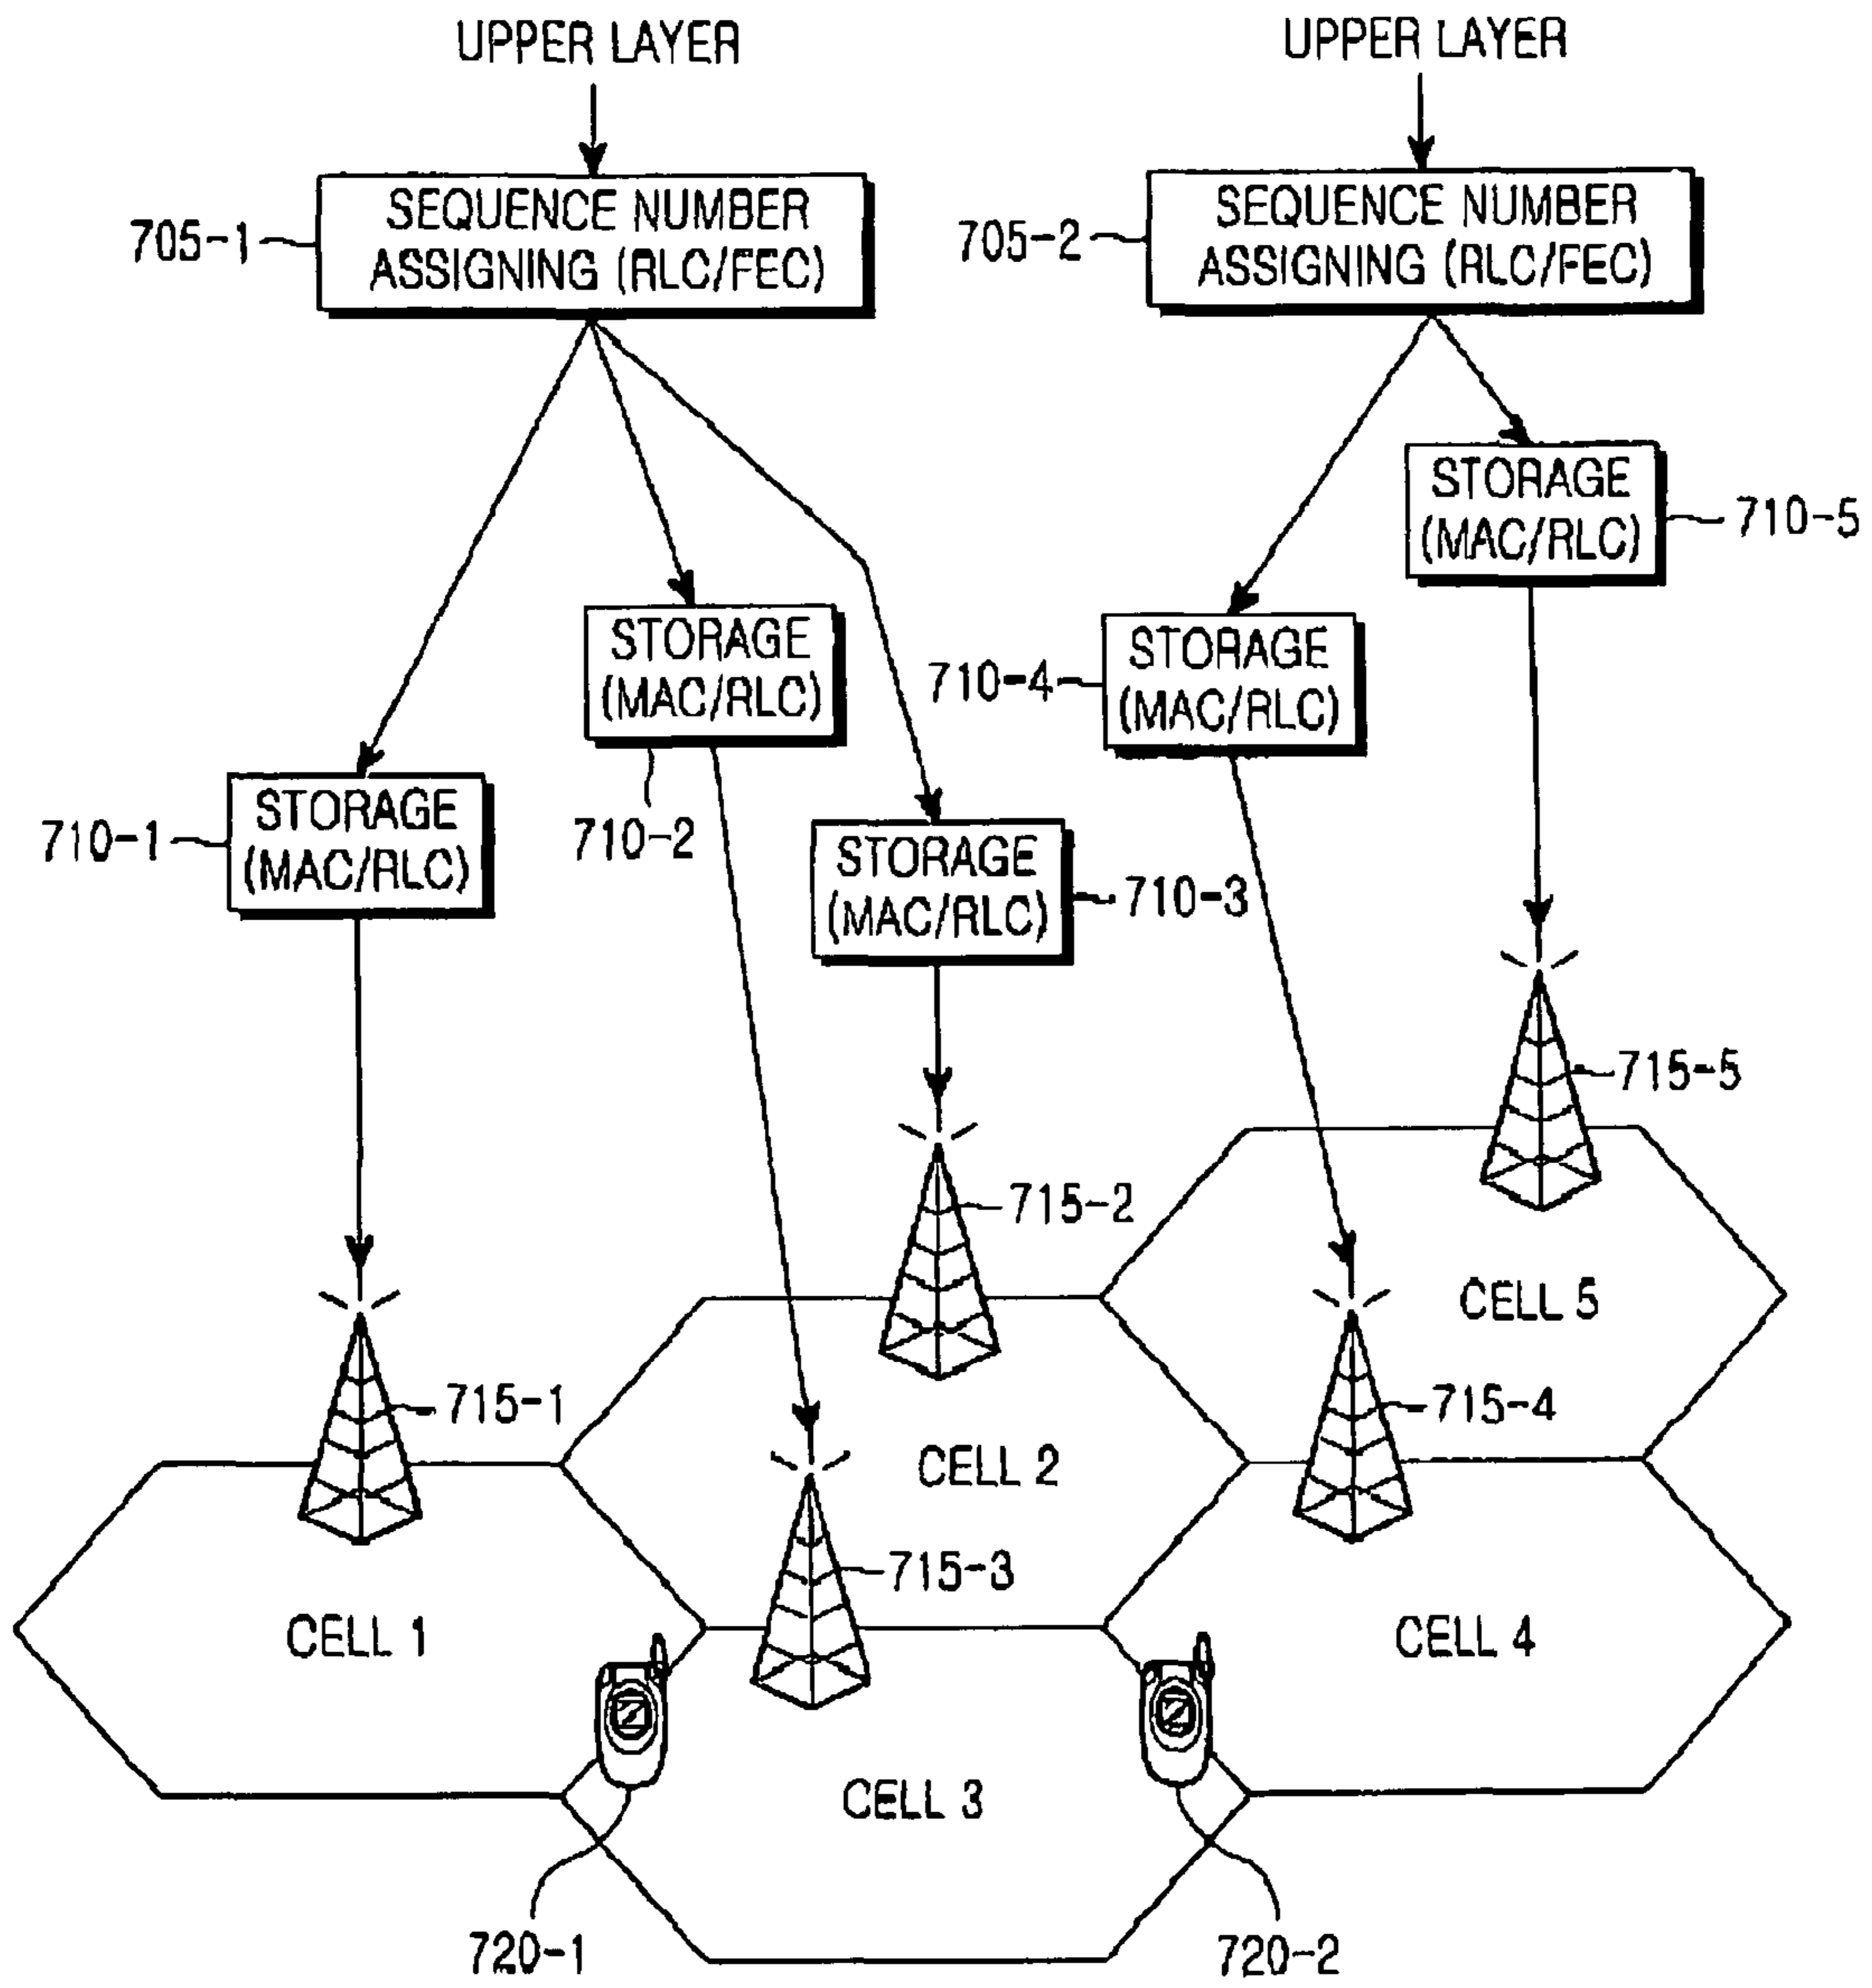 UPPER LAYER
UPPER LAYER
705-1
SEQUENCE NUMBER
ASSIGNING (RLC/FEC)
705-2
SEQUENCE NUMBER
ASSIGNING (RLC/FEC)
STORAGE
(MAC/RLC)
710-5
STORAGE
(MAC/RLC)
710-2
710-4
STORAGE
(MAC/RLC)
710-1
STORAGE
(MAC/RLC)
STORAGE
(MAC/RLC)
710-3
715-5
715-2
CELL 5
715-1
715-4
CELL 2
715-3
CELL 1
CELL 4
CELL 3
720-1
720-2